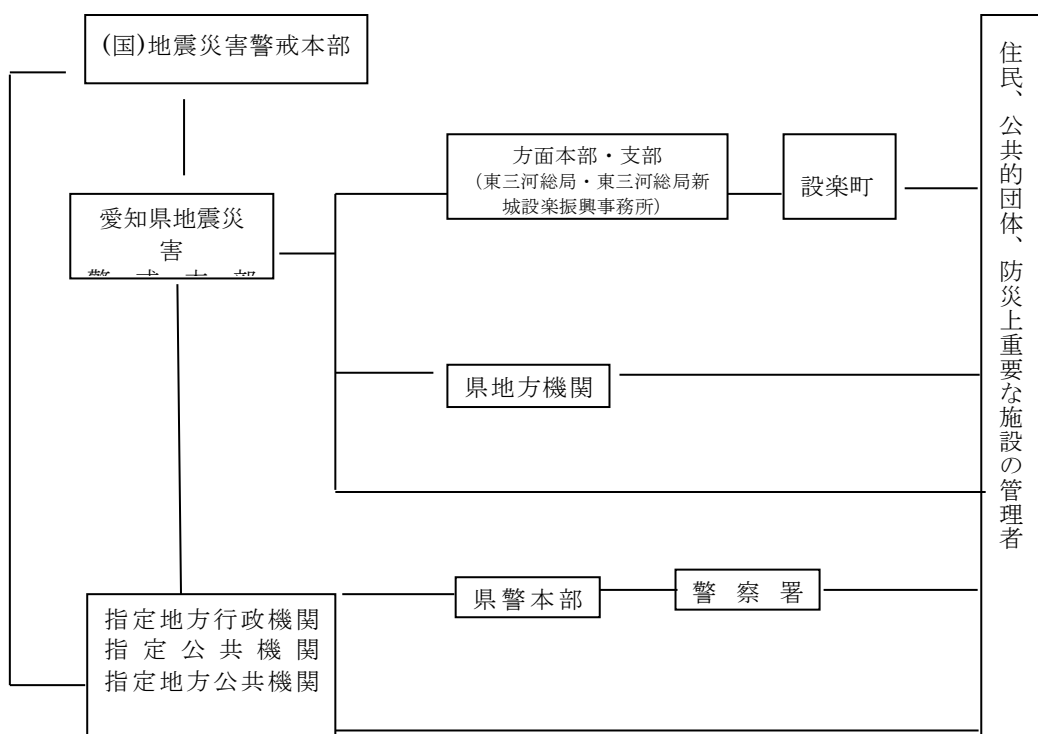 (国)地震災害警戒本部
方面本部・支部
(東三河総局・東三河総局新
城設楽振興事務所)
設楽町
愛知県地震災
害
県地方機関
県警本部
警察署
指定地方行政機関
指定公共機関
指定地方公共機関
住民、公共的団体、防災上重要な施設の管理者